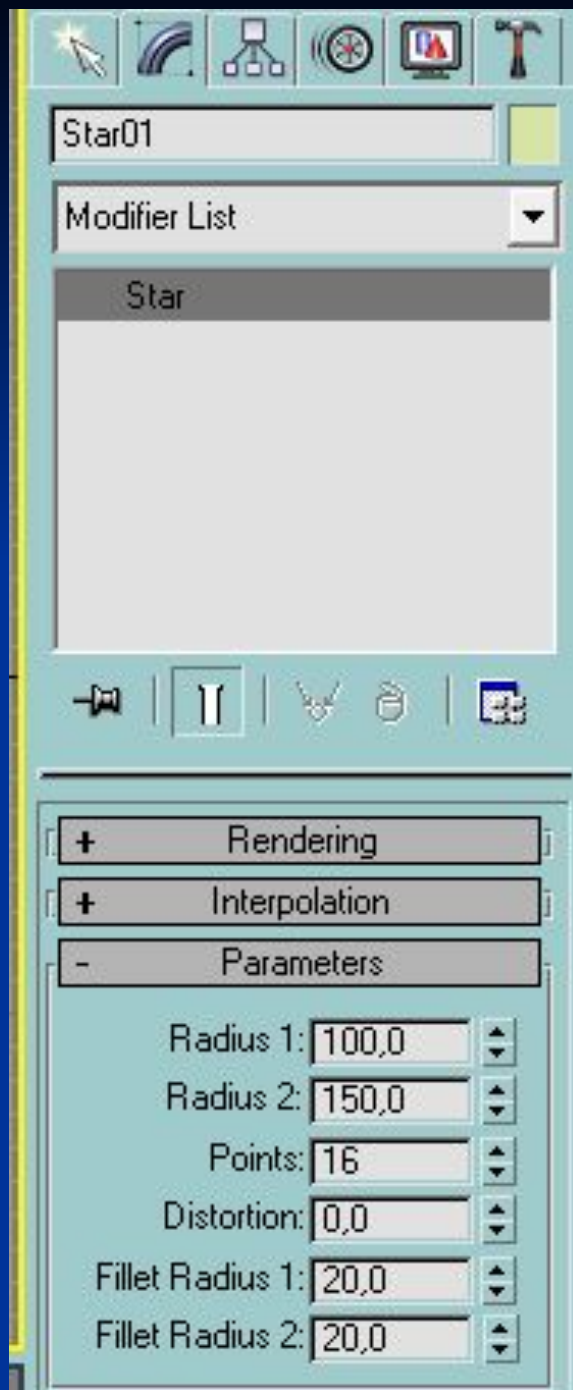 Star01
Modifier List
Star
+ Rendering
+ Interpolation
- Parameters
Radius 1: 100,0
Radius 2: 150,0
Points: 16
Distortion: 0,0
Fillet Radius 1: 20,0
Fillet Radius 2: 20,0